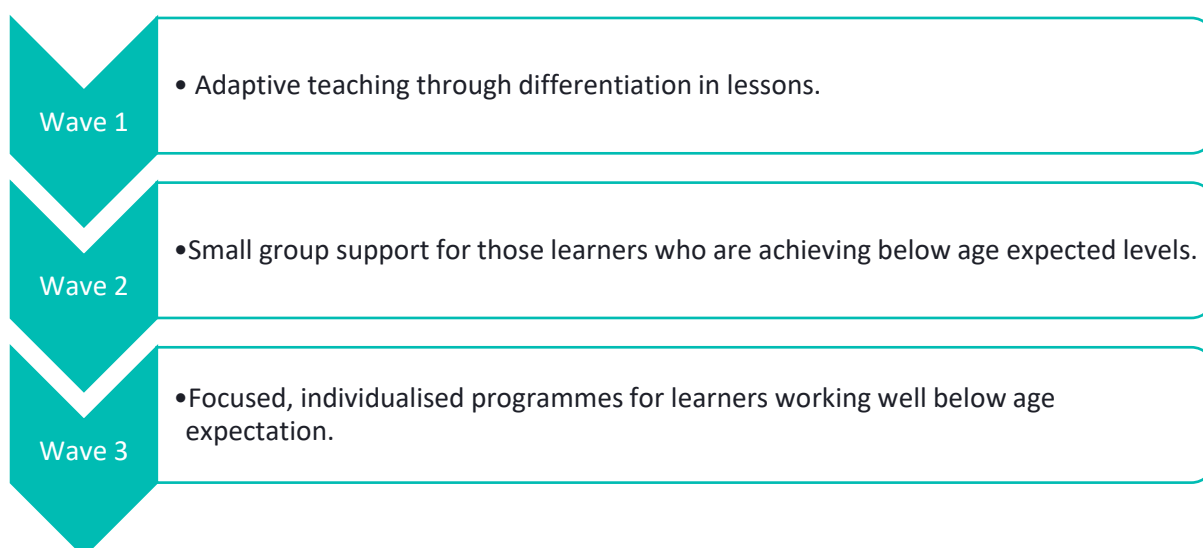 Wave 1
• Adaptive teaching through differentiation in lessons.
Wave 2
•Small group support for those learners who are achieving below age expected levels.
Wave 3
•Focused, individualised programmes for learners working well below age
expectation.